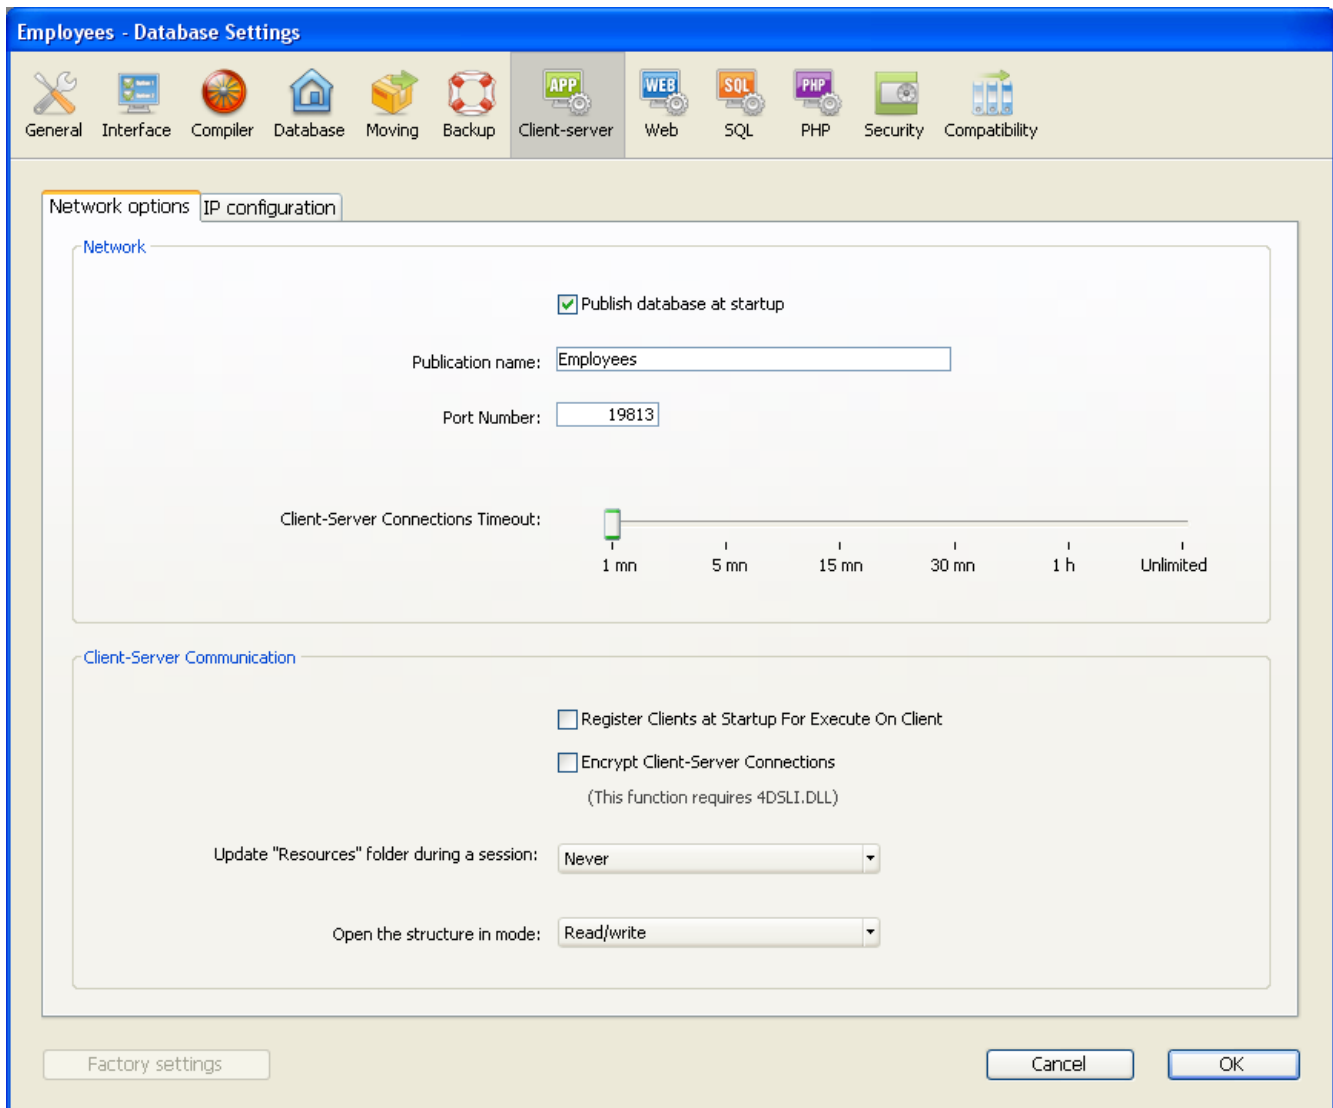 Employees - Database Settings
APP WEB SQL PHP
General Interface Compiler Database Moving Backup Client-server Web SQL PHP Security Compatibility
Network options IP configuration
Network
Publish database at startup
Publication name: Employees
Port Number: 19813
Client-Server Connections Timeout:
1 mn 5 mn 15 mn 30 mn 1 h Unlimited
Client-Server Communication
Register Clients at Startup For Execute On Client
Encrypt Client-Server Connections
(This function requires 4DSLI.DLL)
Update "Resources" folder during a session: Never
Open the structure in mode: Read/write
Factory settings Cancel OK